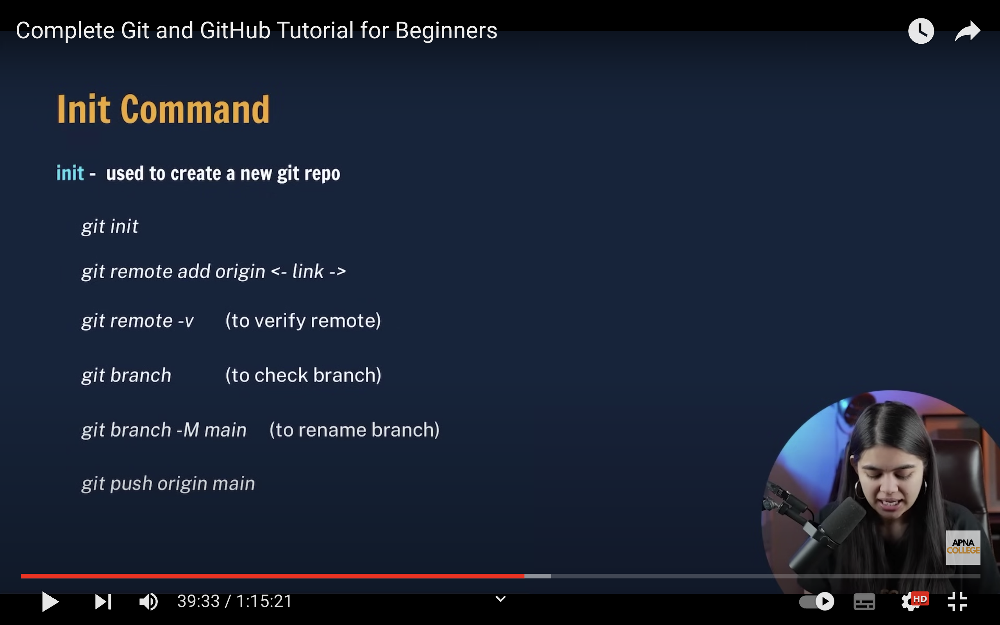 Complete Git and GitHub Tutorial for Beginners
Init Command
init - used to create a new git repo
git init
git remote add origin <- link ->
git remote -v (to verify remote)
git branch (to check branch)
git branch -M main (to rename branch)
git push origin main
APNA
COLLEGE
39:33 / 1:15:21
HD